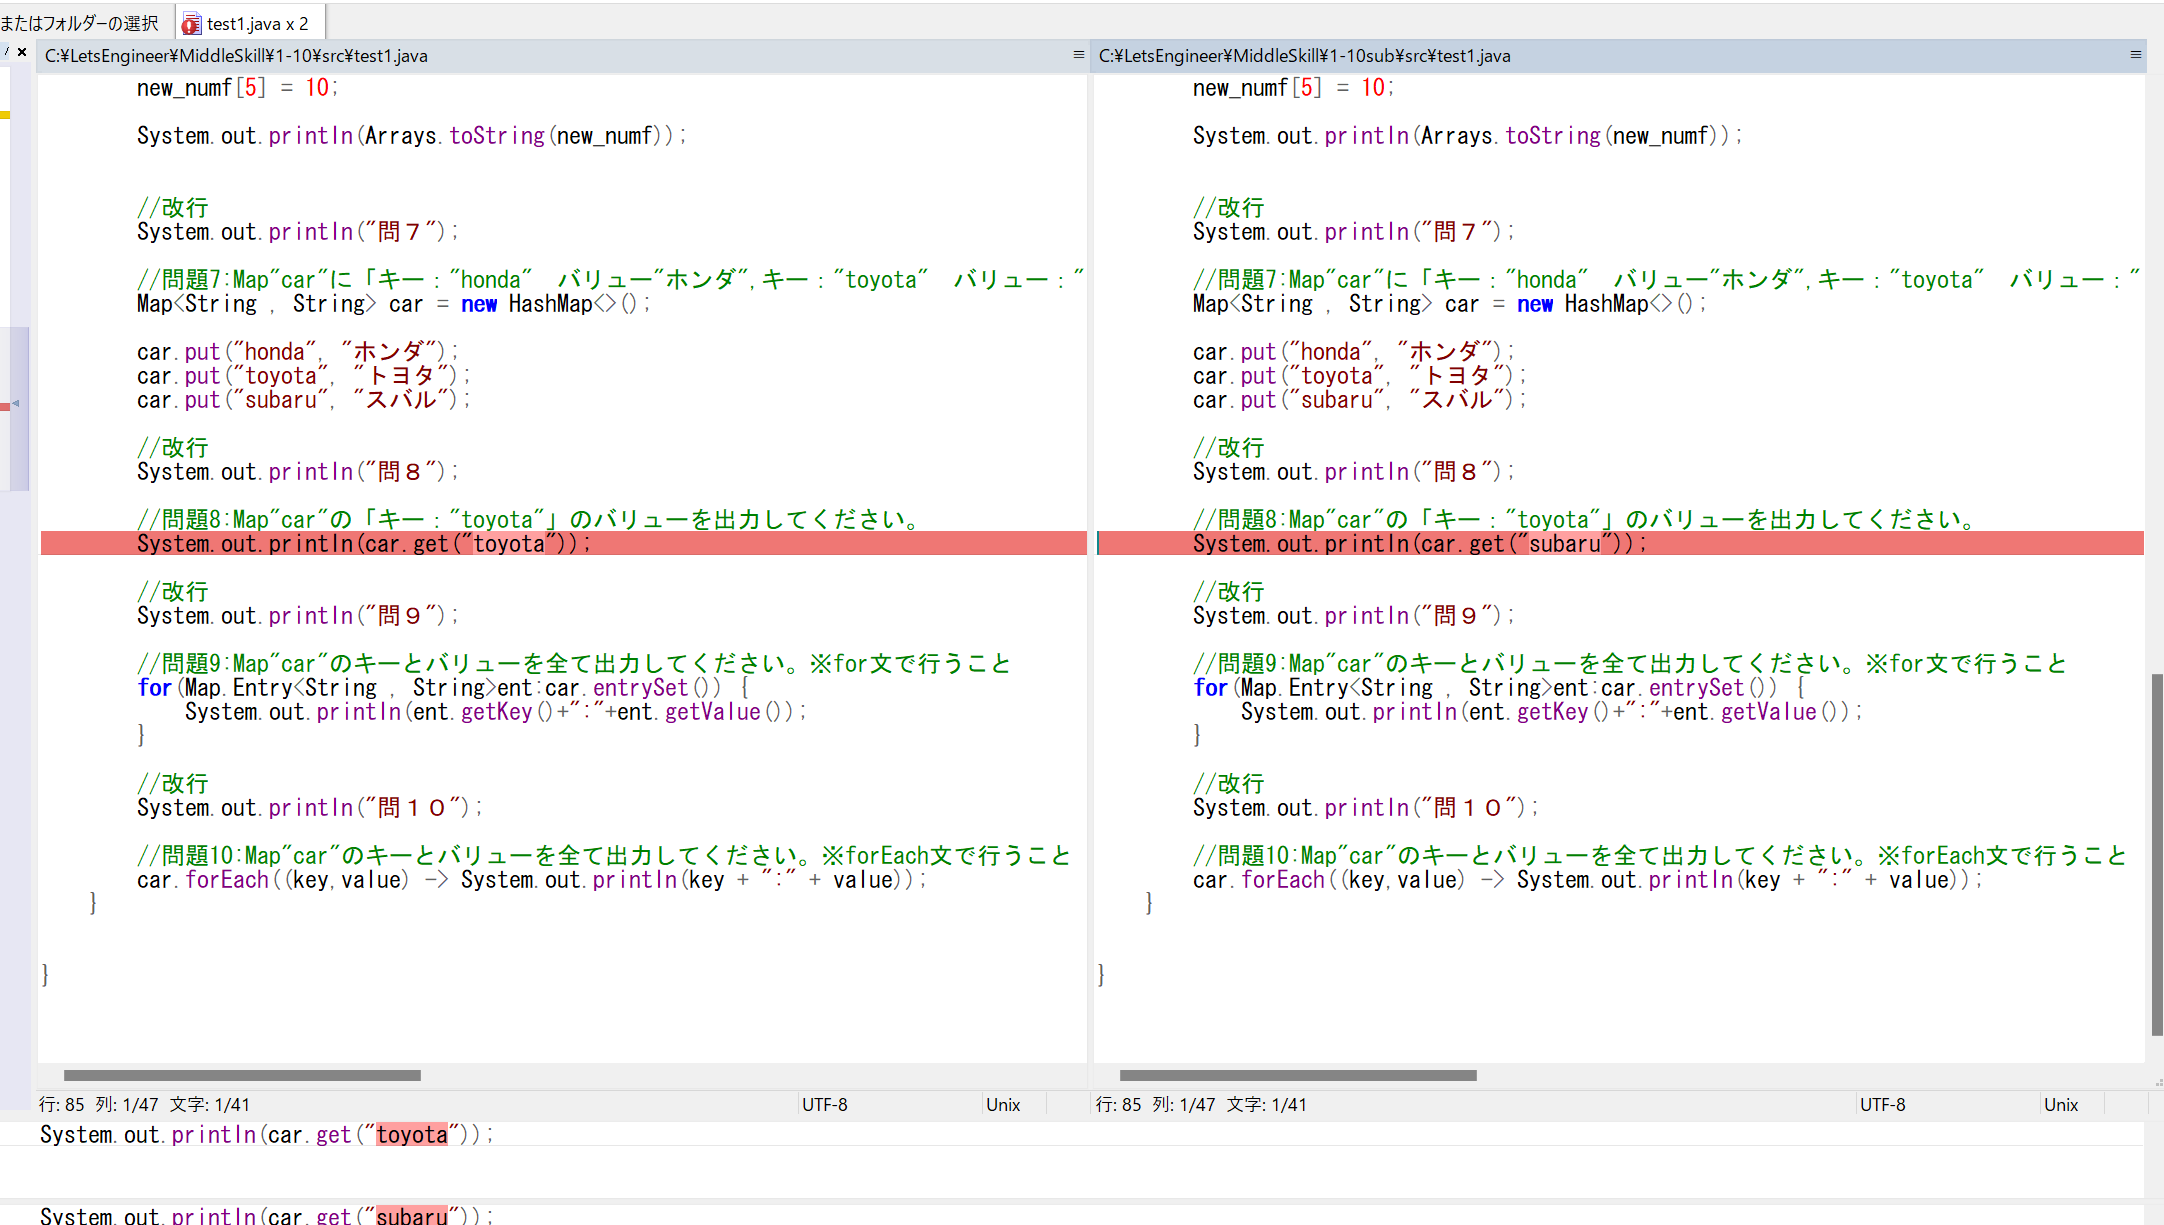 またはフォルダーの選択
test1.java x 2
C:¥LetsEngineer¥MiddleSkill¥1-10¥src¥test1.java
new_numf[5] = 10;
System.out.println(Arrays.toString(new_numf));
//改行
System.out.println("問７");
//問題7:Map"car"に「キー："honda"　バリュー"ホンダ",キー："toyota"　バリュー："
Map<String , String> car = new HashMap<>();
car.put("honda", "ホンダ");
car.put("toyota", "トヨタ");
car.put("subaru", "スバル");
//改行
System.out.println("問８");
//問題8:Map"car"の「キー："toyota"」のバリューを出力してください。
System.out.println(car.get("toyota"));
//改行
System.out.println("問９");
//問題9:Map"car"のキーとバリューを全て出力してください。※for文で行うこと
for(Map.Entry<String , String>ent:car.entrySet()) {
System.out.println(ent.getKey()+":"+ent.getValue());
}
//改行
System.out.println("問１０");
//問題10:Map"car"のキーとバリューを全て出力してください。※forEach文で行うこと
car.forEach((key,value) -> System.out.println(key + ":" + value));
}
}
行: 85 列: 1/47 文字: 1/41
UTF-8
Unix
C:¥LetsEngineer¥MiddleSkill¥1-10sub¥src¥test1.java
new_numf[5] = 10;
System.out.println(Arrays.toString(new_numf));
//改行
System.out.println("問７");
//問題7:Map"car"に「キー："honda"　バリュー"ホンダ",キー："toyota"　バリュー："
Map<String , String> car = new HashMap<>();
car.put("honda", "ホンダ");
car.put("toyota", "トヨタ");
car.put("subaru", "スバル");
//改行
System.out.println("問８");
//問題8:Map"car"の「キー："toyota"」のバリューを出力してください。
System.out.println(car.get("subaru"));
//改行
System.out.println("問９");
//問題9:Map"car"のキーとバリューを全て出力してください。※for文で行うこと
for(Map.Entry<String , String>ent:car.entrySet()) {
System.out.println(ent.getKey()+":"+ent.getValue());
}
//改行
System.out.println("問１０");
//問題10:Map"car"のキーとバリューを全て出力してください。※forEach文で行うこと
car.forEach((key,value) -> System.out.println(key + ":" + value));
}
}
行: 85 列: 1/47 文字: 1/41
UTF-8
Unix
System.out.println(car.get("toyota"));
System.out.println(car.get("subaru"));